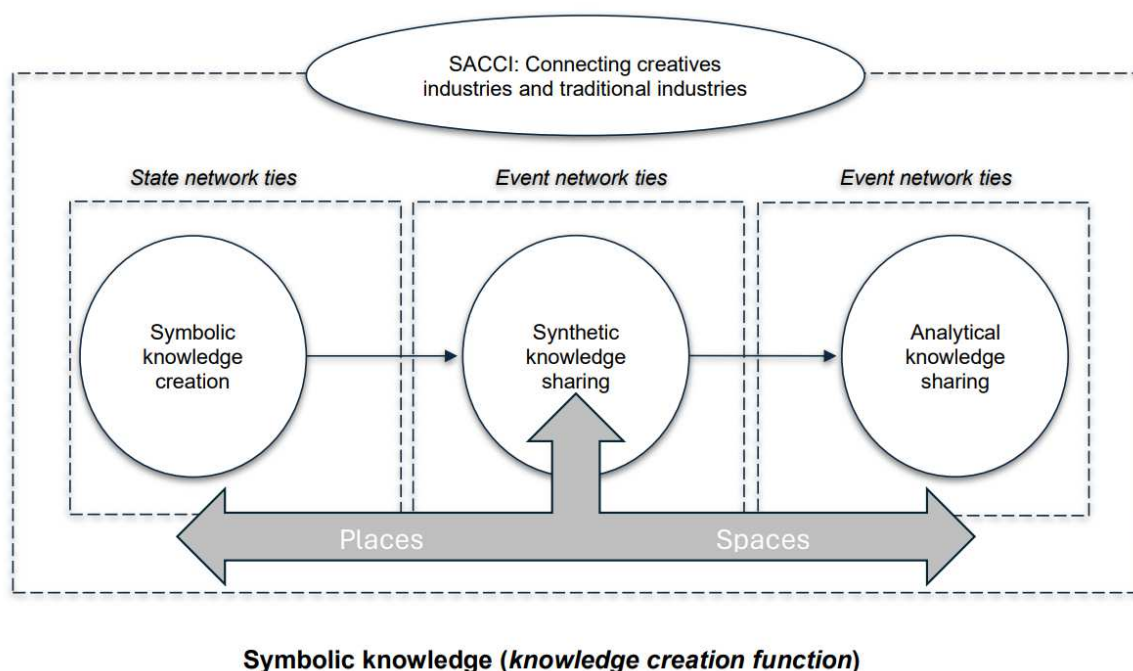 SACCI: Connecting creatives
industries and traditional industries
State network ties
Event network ties
Event network ties
Symbolic
knowledge
creation
Synthetic
knowledge
sharing
Analytical
knowledge
sharing
Places
Spaces
Symbolic knowledge (knowledge creation function)